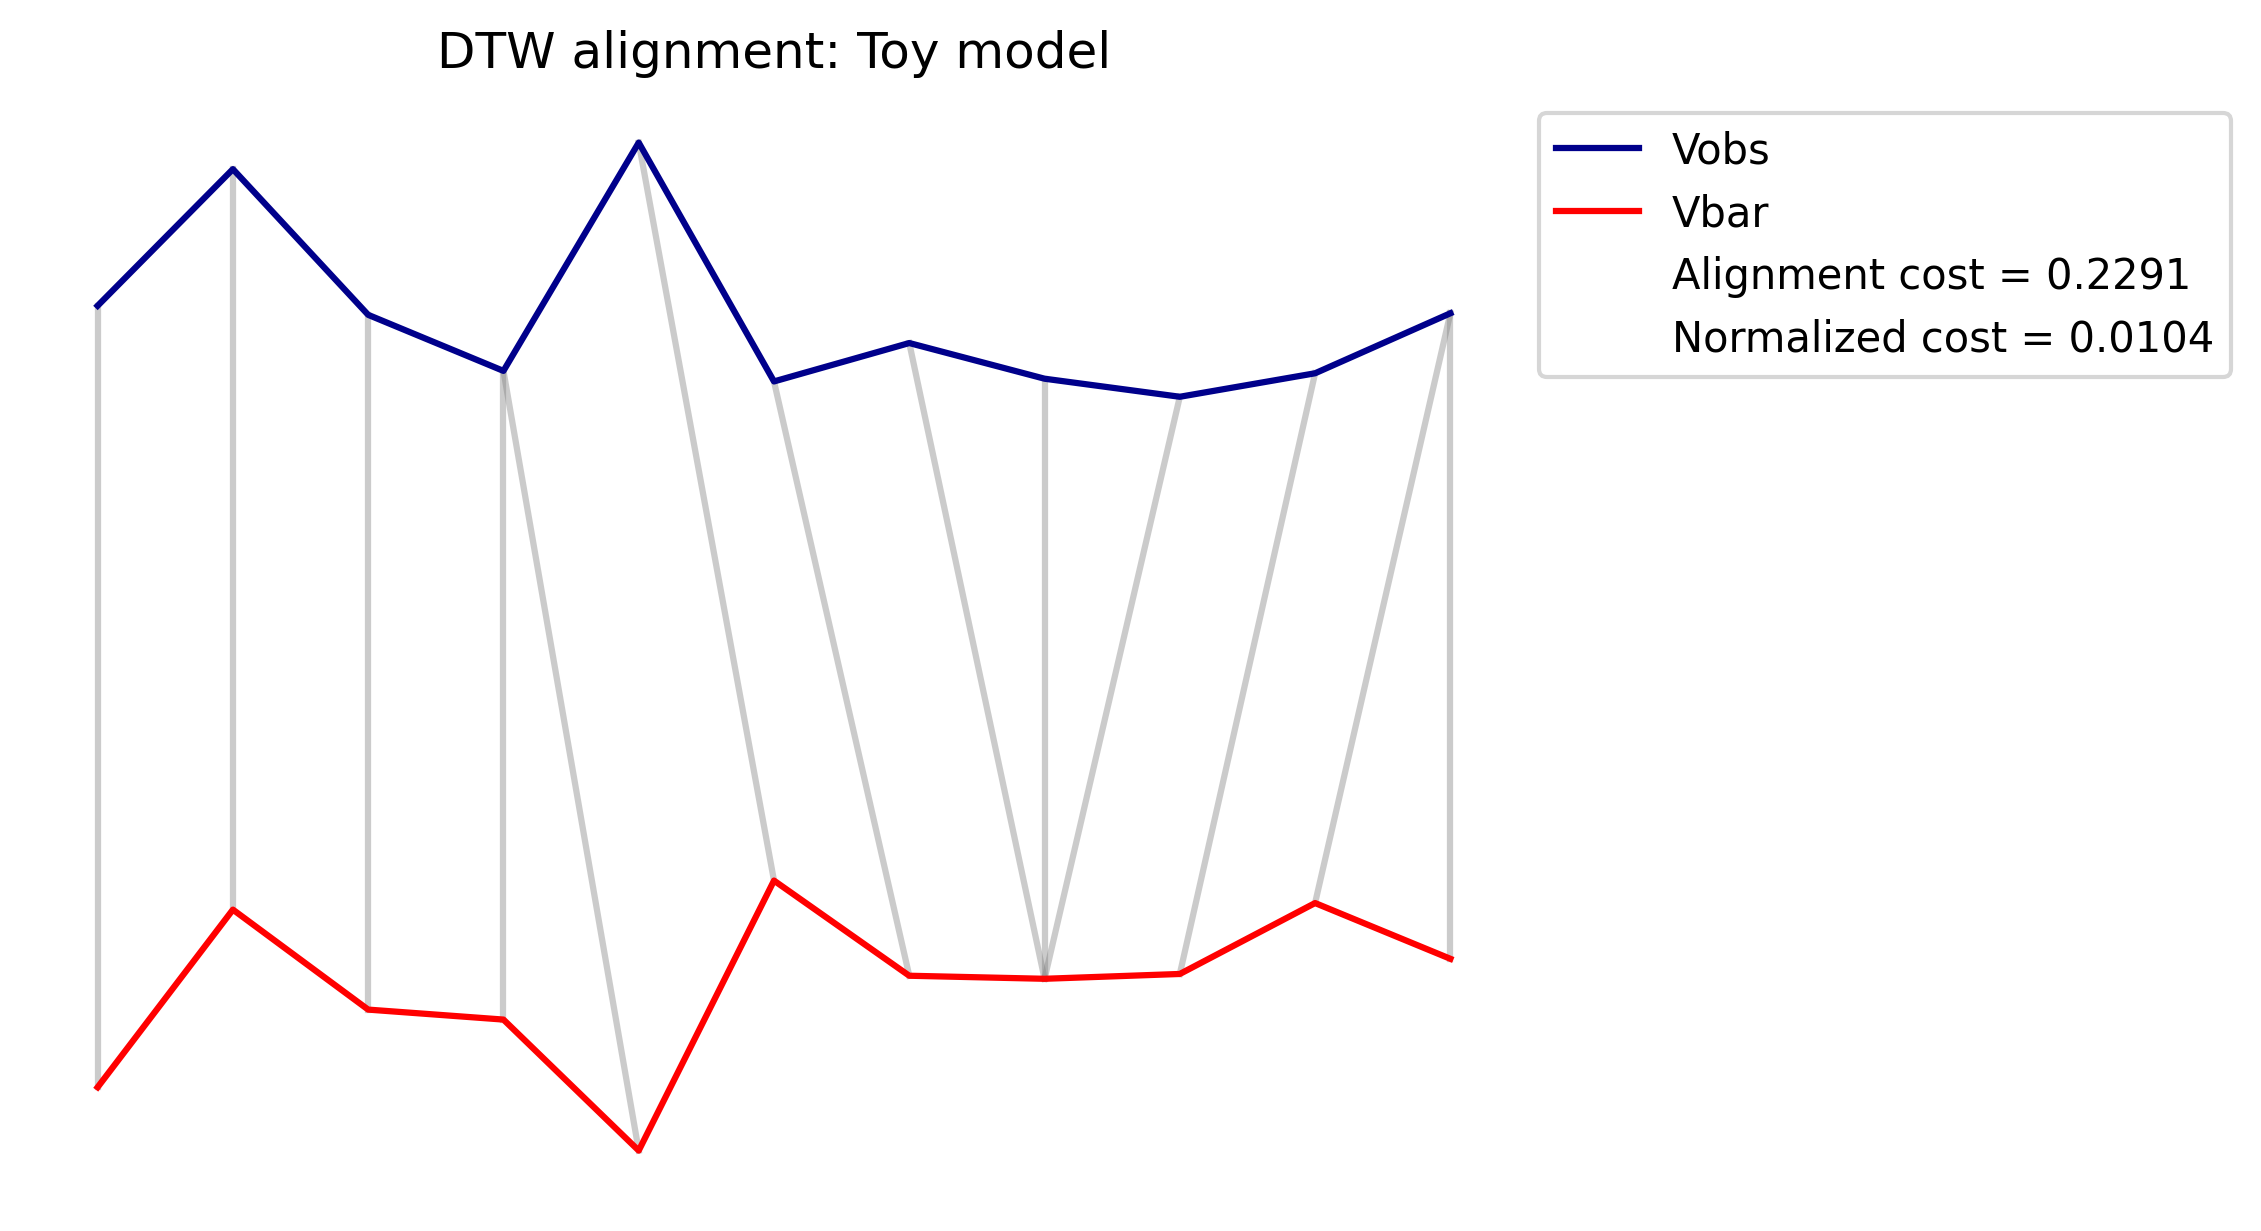 DTW alignment: Toy model
Vobs
Vbar
Alignment cost = 0.2291
Normalized cost = 0.0104